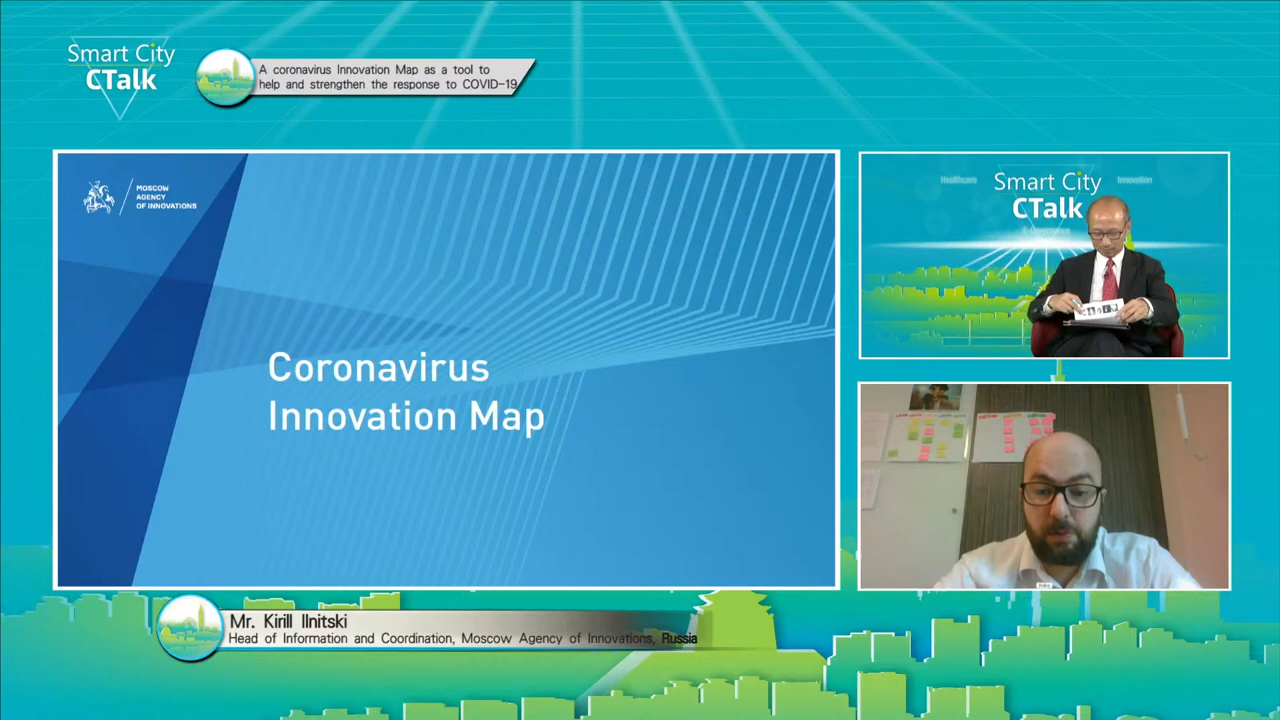 Smart City
CTalk
A coronavirus Innovation Map as a tool to
help and strengthen the response to COVID-19
MOSCOW
AGENCY
OF INNOVATIONS
Coronavirus
Innovation Map
Healthcare
Smart City
Innovation
CTalk
Mr. Kirill Ilnitski
Head of Information and Coordination, Moscow Agency of Innovations, Russia